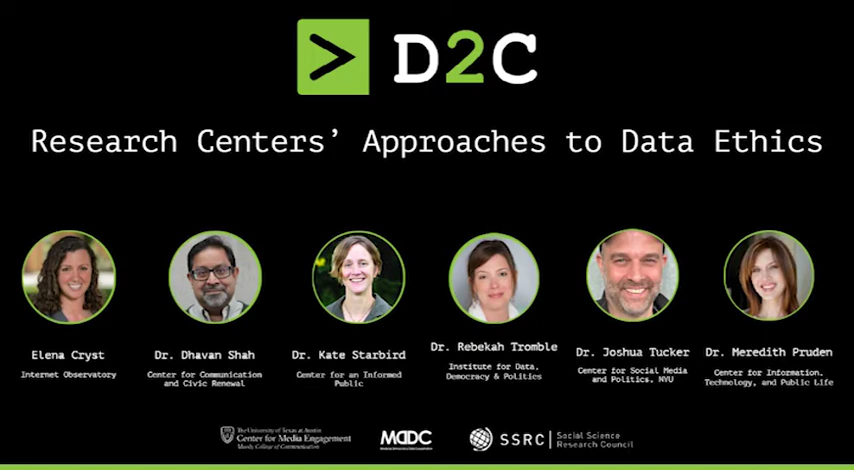 > D2C
Research Centers’ Approaches to Data Ethics
Elena Cryst
Internet Observatory
Dr. Dhavan Shah
Center for Communication
and Civic Renewal
Dr. Kate Starbird
Center for an Informed
Public
Dr. Rebekah Tromble
Institute for Data,
Democracy & Politics
Dr. Joshua Tucker
Center for Social Media
and Politics, NYU
Dr. Meredith Pruden
Center for Information,
Technology, and Public Life
The University of Texas at Austin
Center for Media Engagement
Moody College of Communication
MDDC
SSRC
Social Science
Research Council